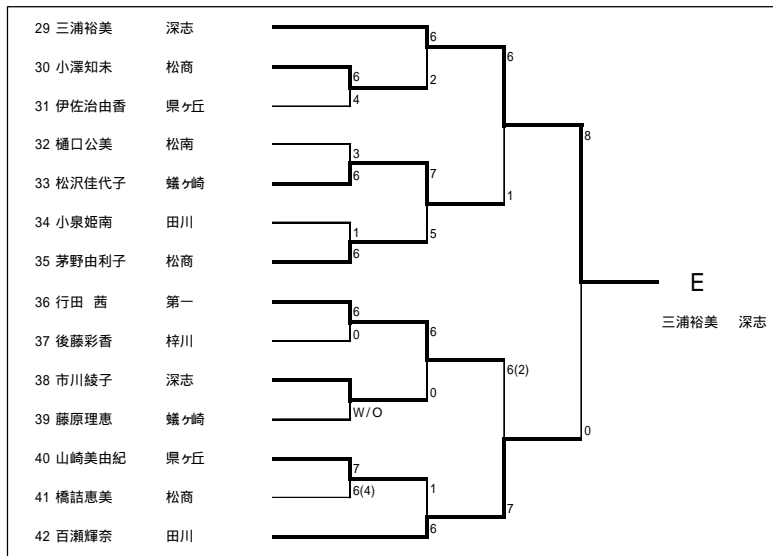 29 三浦裕美 深志
6
6
30 小澤知未 松商
6
2
4
31 伊佐治由香 県ヶ丘
8
32 樋口公美 松南
3
7
33 松沢佳代子 蟻ヶ崎
6
1
34 小泉姫南 田川
1
5
35 茅野由利子 松商
6
E
三浦裕美 深志
36 行田 茜 第一
6
6
37 後藤彩香 梓川
0
6(2)
38 市川綾子 深志
0
W/O
39 藤原理恵 蟻ヶ崎
0
40 山崎美由紀 県ヶ丘
7
1
6(4)
41 橋詰恵美 松商
7
6
42 百瀬輝奈 田川